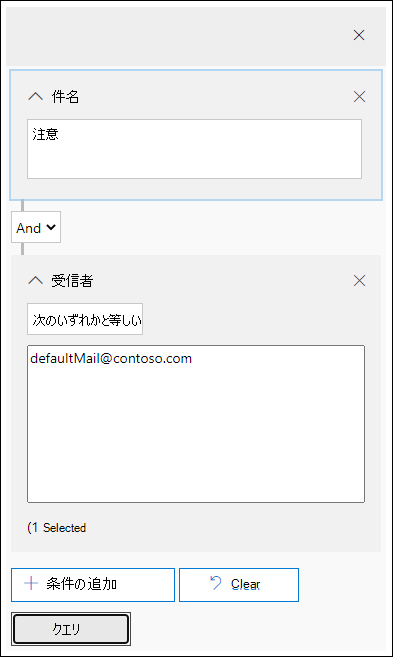 件名
注意
And
受信者
次のいずれかと等しい
defaultMail@contoso.com
(1 Selected
条件の追加
Clear
クエリ